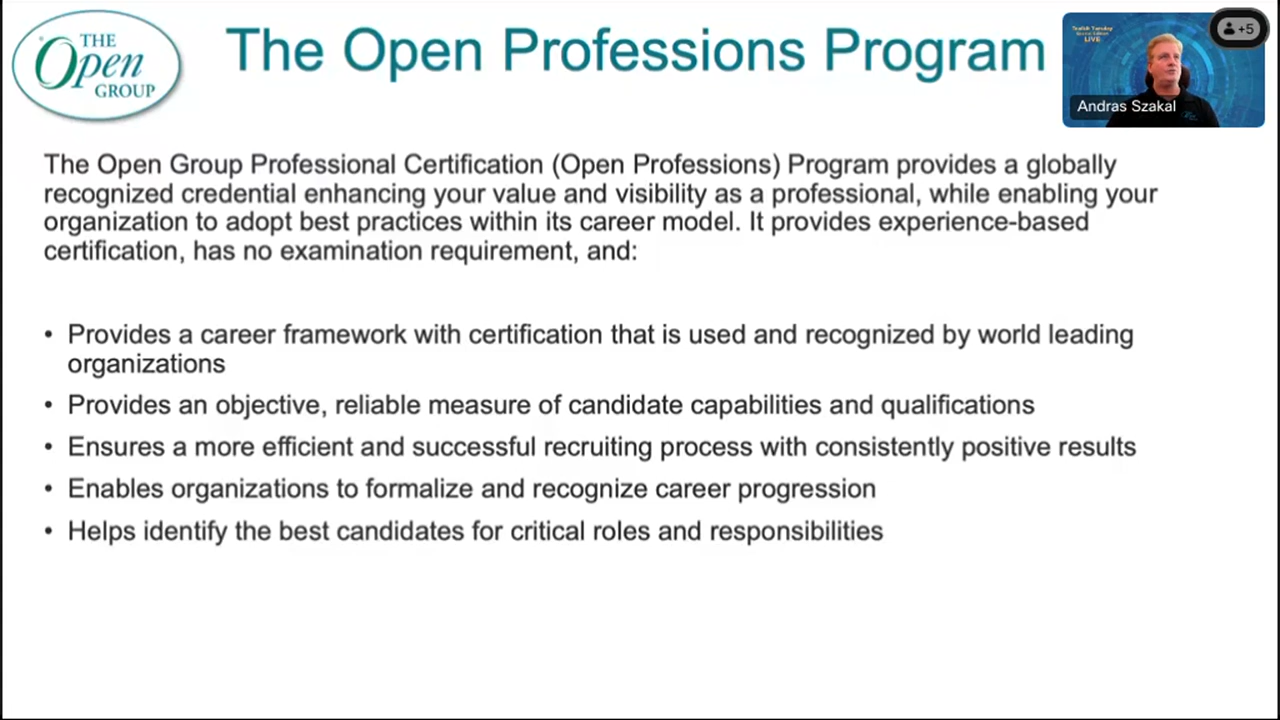 THE
Open
GROUP
The Open Professions Program
Toolkit Tuesday
Special Edition
LIVE
+5
Andras Szakal
The Open Group Professional Certification (Open Professions) Program provides a globally
recognized credential enhancing your value and visibility as a professional, while enabling your
organization to adopt best practices within its career model. It provides experience-based
certification, has no examination requirement, and:
• Provides a career framework with certification that is used and recognized by world leading
organizations
• Provides an objective, reliable measure of candidate capabilities and qualifications
• Ensures a more efficient and successful recruiting process with consistently positive results
• Enables organizations to formalize and recognize career progression
• Helps identify the best candidates for critical roles and responsibilities